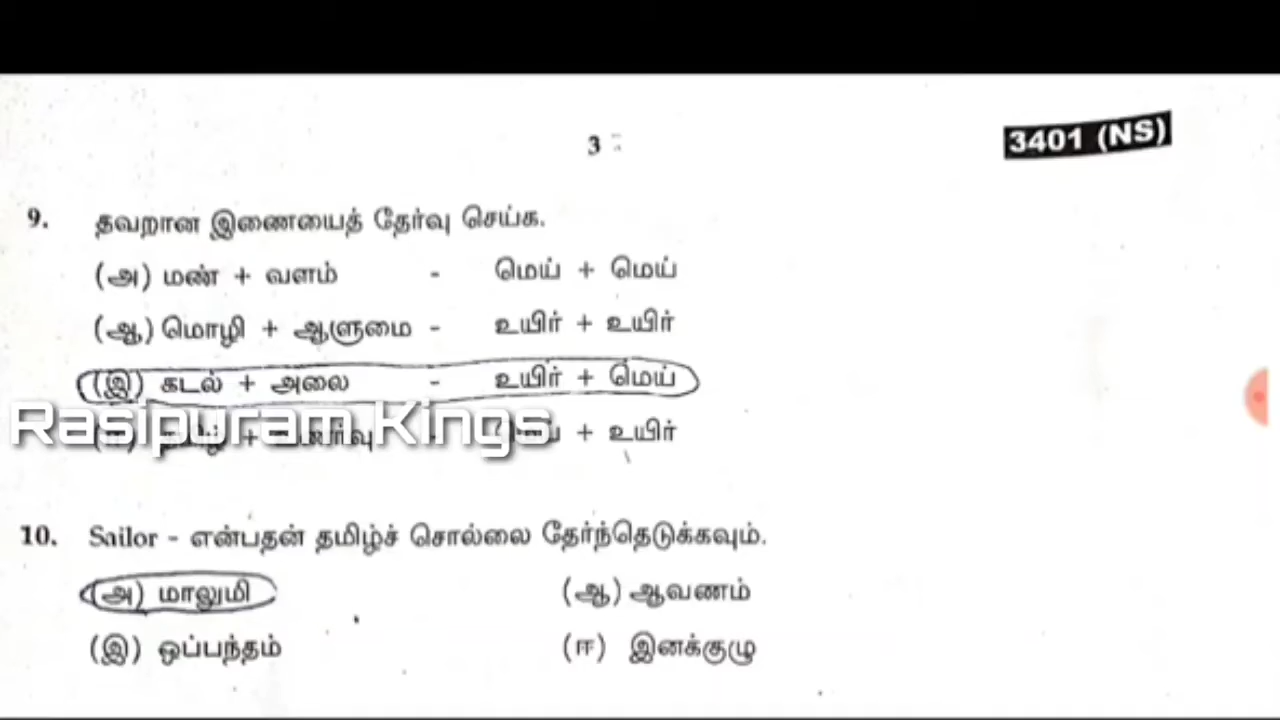 3
3401 (NS)
9. தவறான இணையைத் தேர்வு செய்க.
(அ) மண் + வளம் - மெய் + மெய்
(ஆ) மொழி + ஆளுமை - உயிர் + உயிர்
(இ) கடல் + அலை - உயிர் + மெய்
Rasipuram Kings
+ உயிர்
10. Sailor - என்பதன் தமிழ்ச் சொல்லை தேர்ந்தெடுக்கவும்.
(அ) மாலுமி (ஆ) ஆவணம்
(இ) ஒப்பந்தம் (ஈ) இனக்குழு